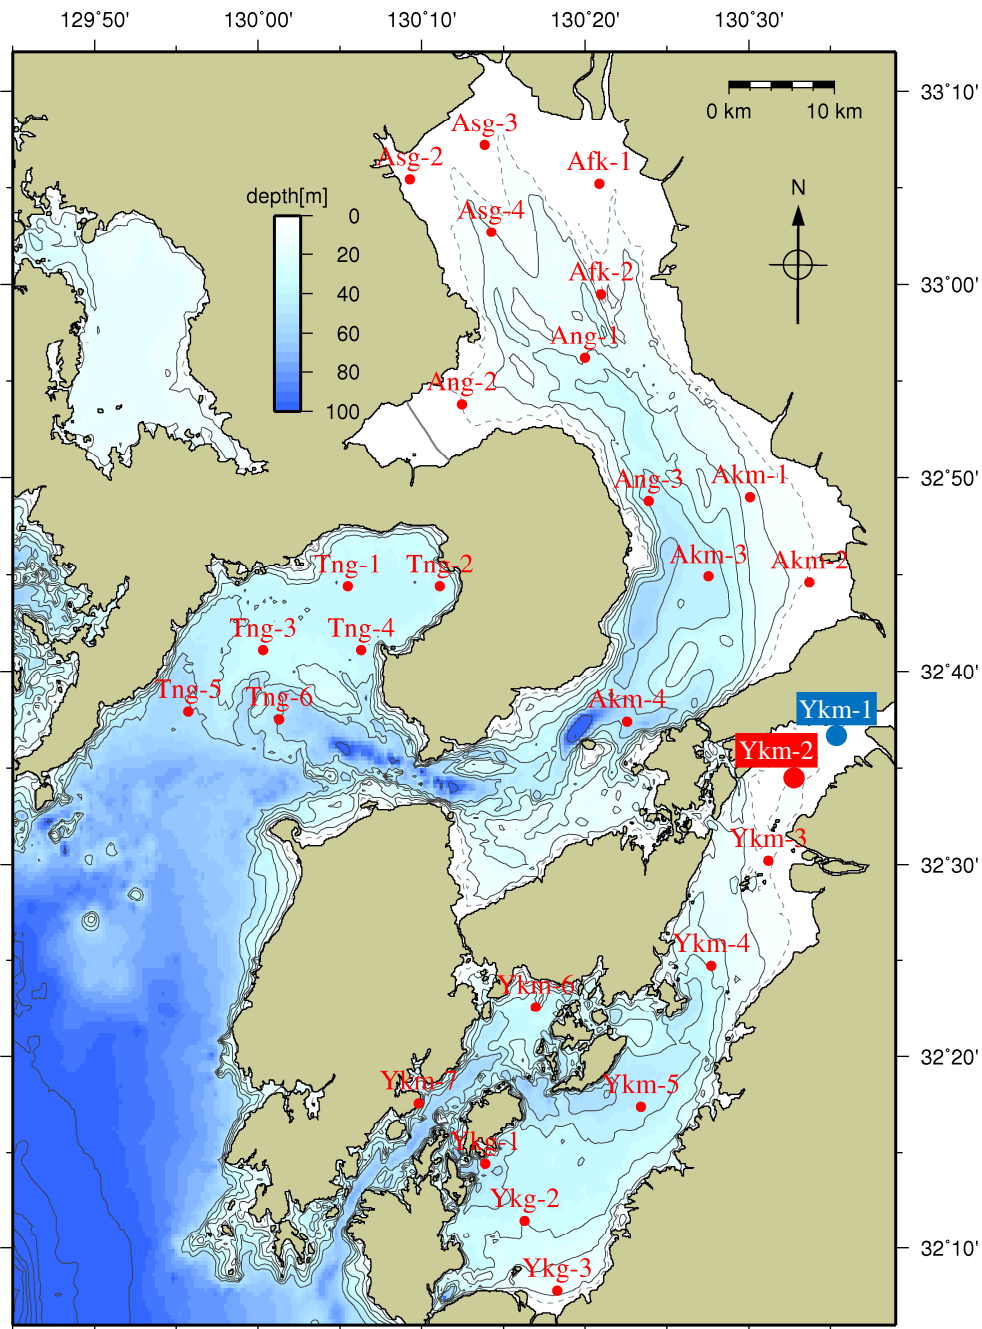 129˚50' 130˚00' 130˚10' 130˚20' 130˚30'
33˚10'
0 km 10 km
Asg-3
Asg-2
Afk-1
N
depth[m]
0
20
40
60
80
100
Asg-4
Afk-2
33˚00'
Ang-1
Ang-2
Ang-3
Akm-1
32˚50'
Tng-1
Tng-2
Akm-3
Akm-2
Tng-3
Tng-4
32˚40'
Tng-5
Tng-6
Akm-4
Ykm-1
Ykm-2
Ykm-3
32˚30'
Ykm-4
Ykm-6
32˚20'
Ykm-7
Ykm-5
Ykg-1
Ykg-2
32˚10'
Ykg-3